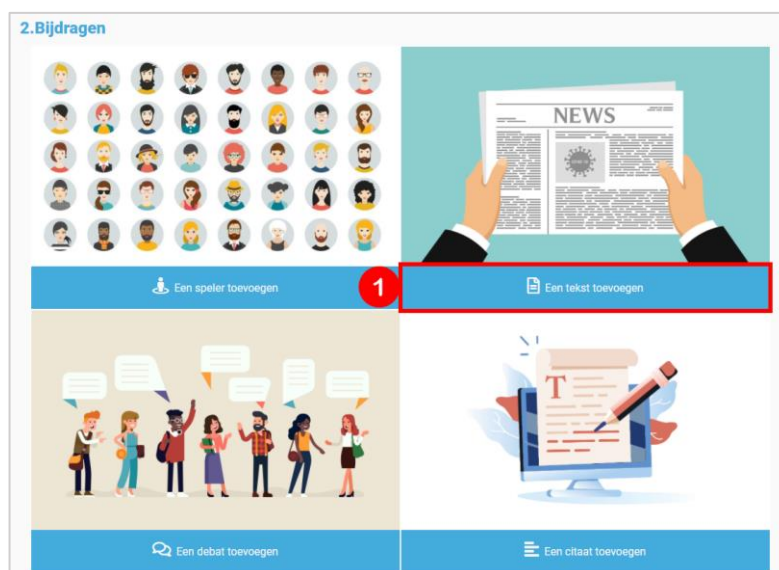 2.Bijdragen
NEWS
Een speler toevoegen
1
Een tekst toevoegen
T
Een debat toevoegen
Een citaat toevoegen